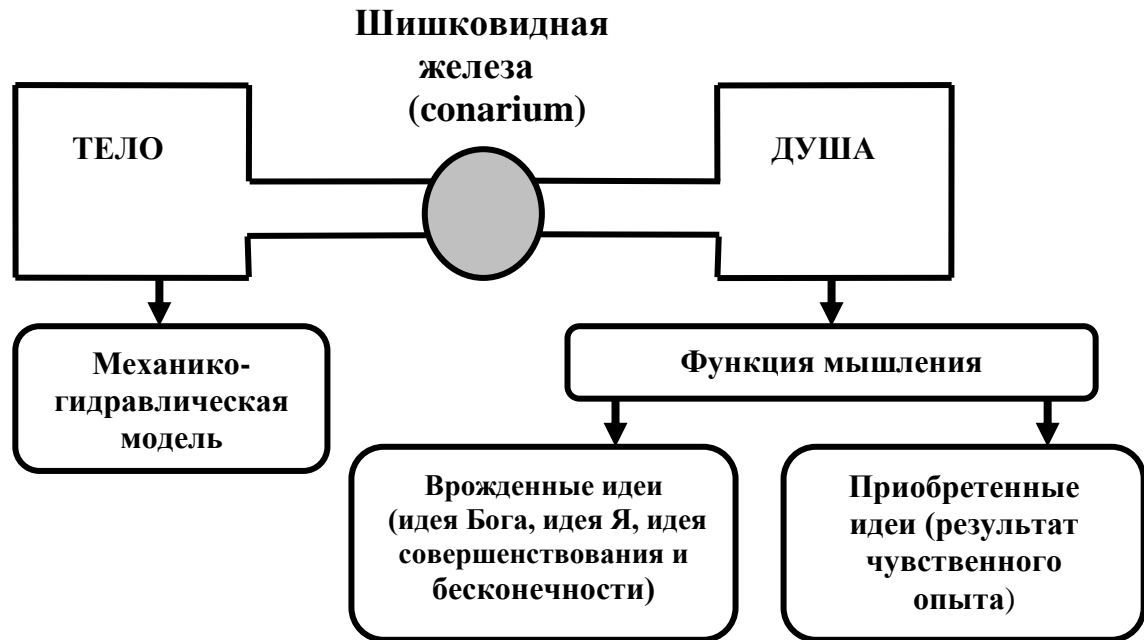 Шишковидная
железа
(conarium)
ТЕЛО
ДУША
Механико-
гидравлическая
модель
Функция мышления
Врожденные идеи
(идея Бога, идея Я, идея
совершенствования и
бесконечности)
Приобретенные
идеи (результат
чувственного
опыта)